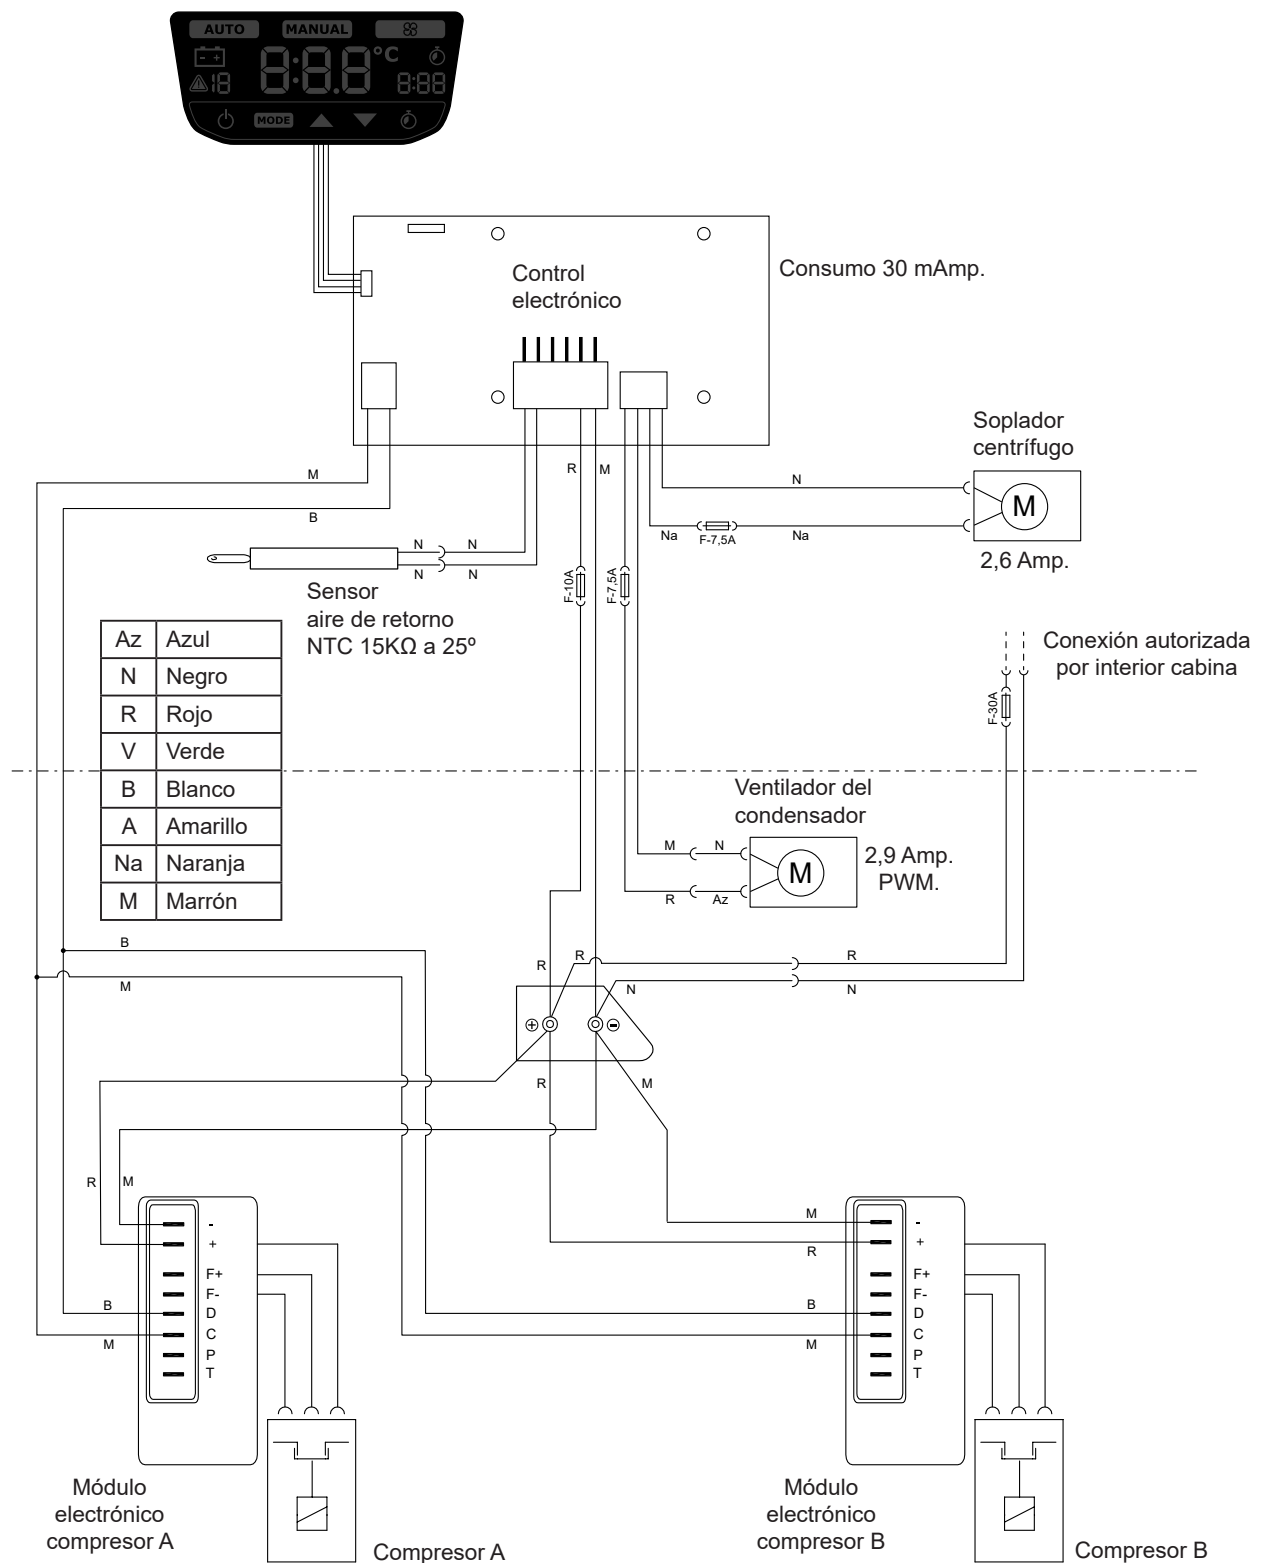 AUTO MANUAL
8:8.8 °C
18 8:88
MODE
Control
electrónico
Consumo 30 mAmp.
Soplador
centrífugo
M
2,6 Amp.
M
B
R
M
N
Na
F-7,5A
Na
N
N
N
N
Sensor
aire de retorno
NTC 15KΩ a 25º
F-10A
F-7,5A
Conexión autorizada
por interior cabina
F-30A
Az Azul
N Negro
R Rojo
V Verde
B Blanco
A Amarillo
Na Naranja
M Marrón
Ventilador del
condensador
M
2,9 Amp.
PWM.
M
N
R
Az
B
M
R
R
R
N
N
+
-
R
M
R
M
-
+
F+
F-
D
C
P
T
B
M
M
R
B
M
-
+
F+
F-
D
C
P
T
Módulo
electrónico
compresor A
Compresor A
Módulo
electrónico
compresor B
Compresor B